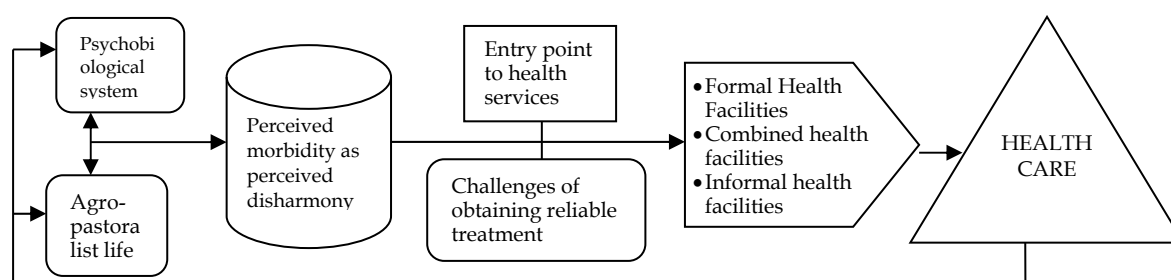 Psychobi
ological
system
Agro-
pastora
list life
Perceived
morbidity as
perceived
disharmony
Entry point
to health
services
Challenges of
obtaining reliable
treatment
•Formal Health
Facilities
•Combined health
facilities
•Informal health
facilities
HEALTH
CARE